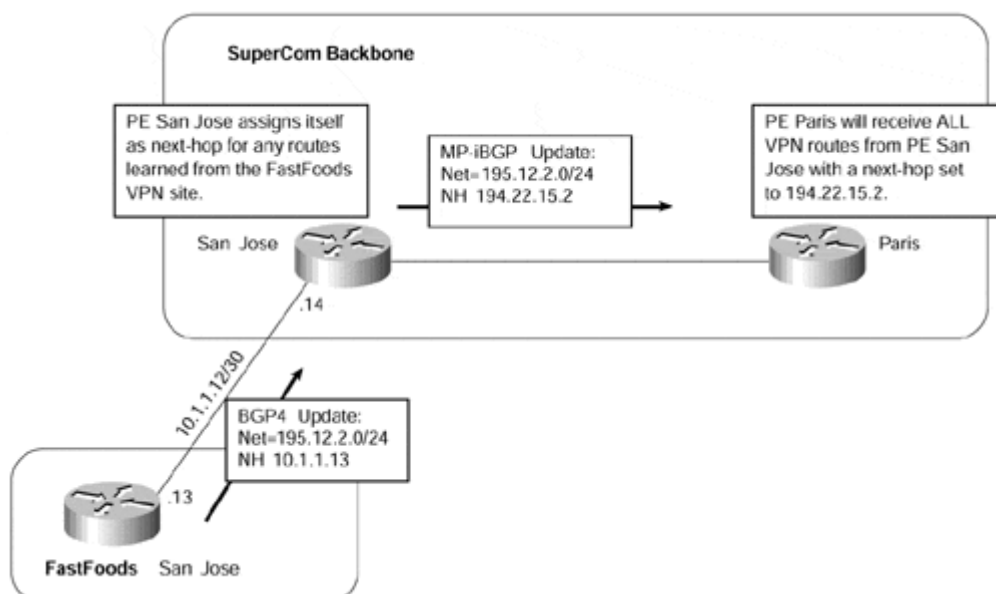 SuperCom Backbone
PE San Jose assigns itself
as next-hop for any routes
learned from the FastFoods
VPN site.
MP-iBGP Update:
Net=195.12.2.0/24
NH 194.22.15.2
PE Paris will receive ALL
VPN routes from PE San
Jose with a next-hop set
to 194.22.15.2.
San Jose
Paris
.14
10.1.1.12/30
BGP4 Update:
Net=195.12.2.0/24
NH 10.1.1.13
.13
FastFoods San Jose